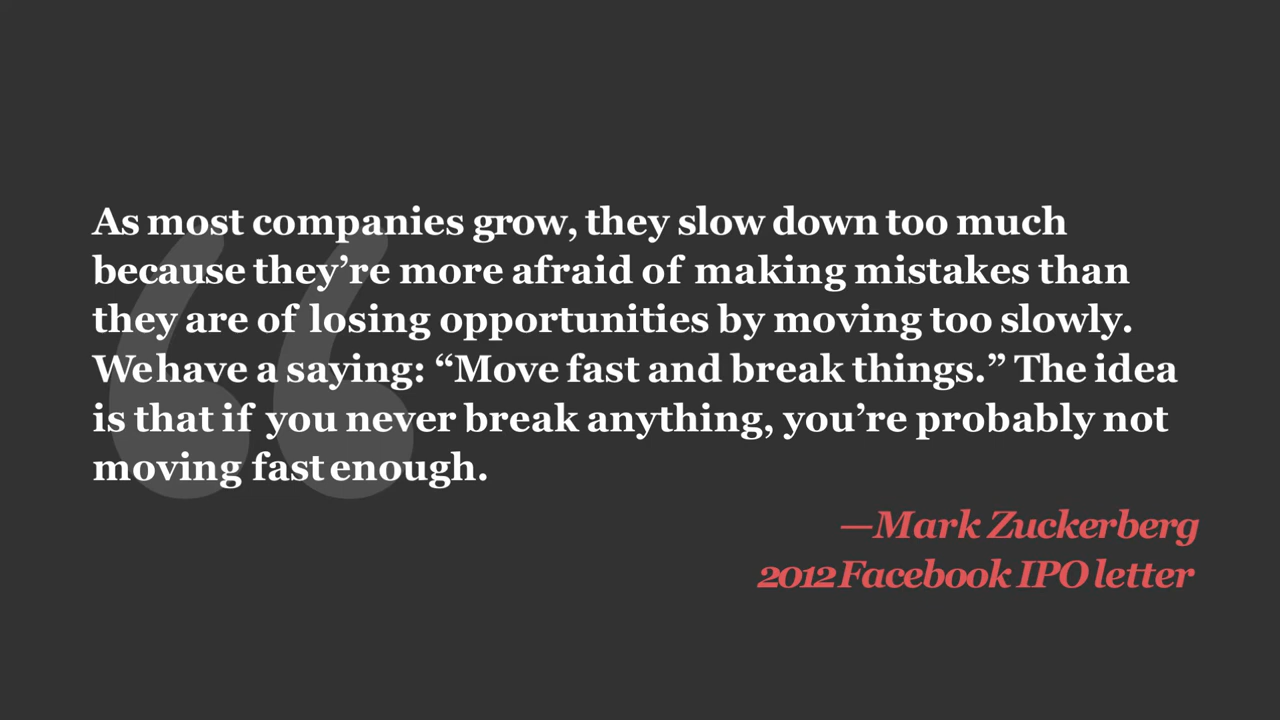 As most companies grow, they slow down too much
because they’re more afraid of making mistakes than
they are of losing opportunities by moving too slowly.
We have a saying: “Move fast and break things.” The idea
is that if you never break anything, you’re probably not
moving fast enough.
—Mark Zuckerberg
2012 Facebook IPO letter